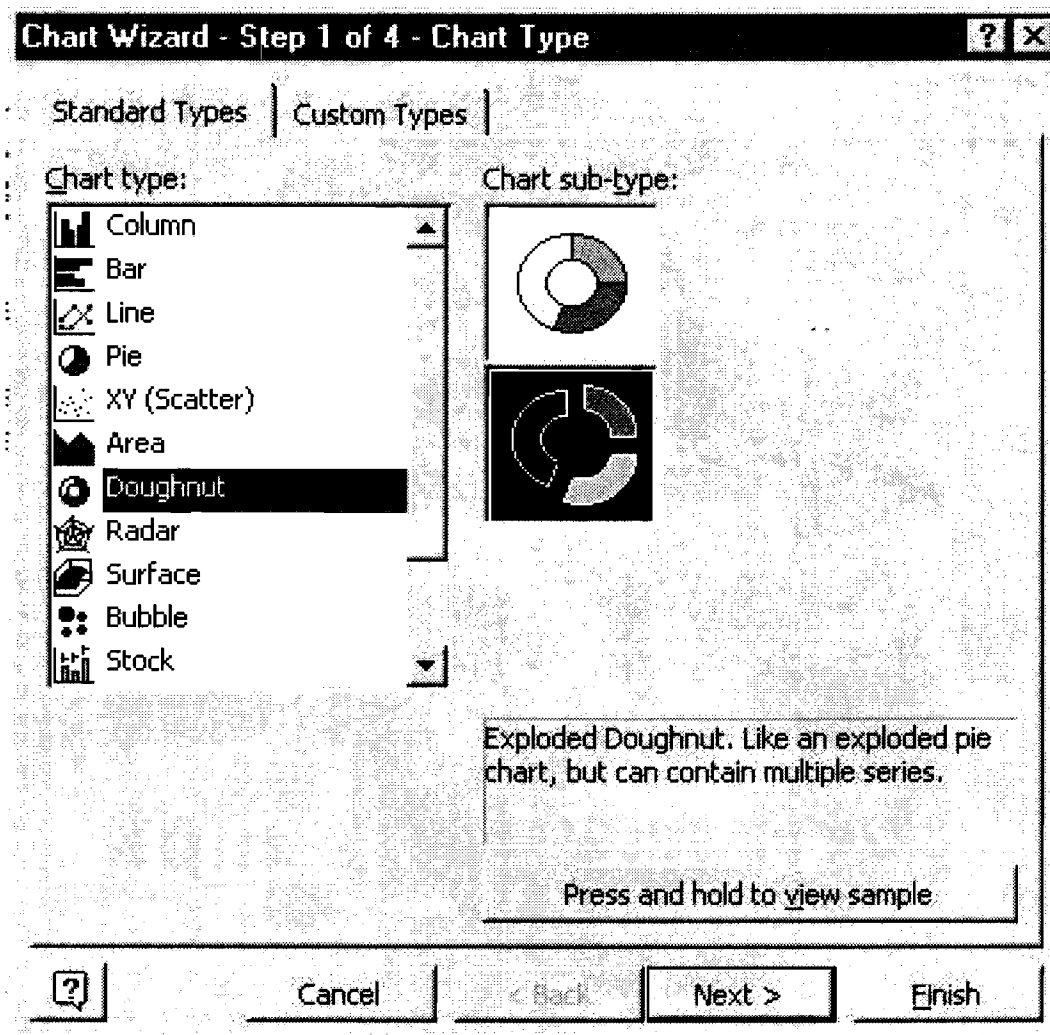 Chart Wizard - Step 1 of 4 - Chart Type
Standard Types
Custom Types
Chart type:
Chart sub-type:
Column
Bar
Line
Pie
XY (Scatter)
Area
Doughnut
Radar
Surface
Bubble
Stock
Exploded Doughnut. Like an exploded pie
chart, but can contain multiple series.
Press and hold to view sample
Cancel
< Back
Next >
Finish